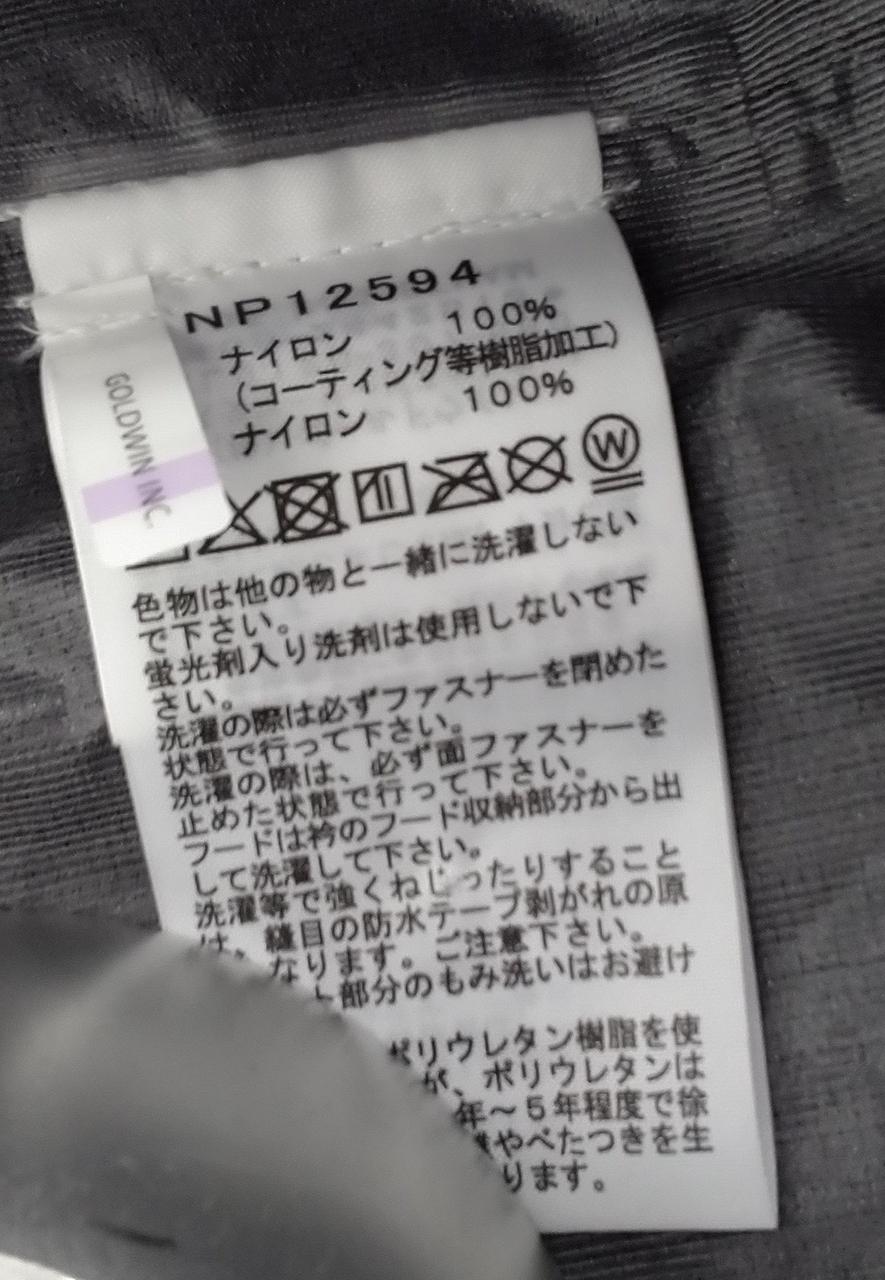 NP12594
ナイロン 100%
(コーティング等樹脂加工)
ナイロン 100%
GOLDWIN INC.
W
色物は他の物と一緒に洗濯しない
で下さい。
蛍光剤入り洗剤は使用しないで下
さい。
洗濯の際は必ずファスナーを閉めた
状態で行って下さい。
洗濯の際は、必ず面ファスナーを
止めた状態で行って下さい。
フードは衿のフード収納部分から出
して洗濯して下さい。
洗濯等で強くねじったりすること
は、縫目の防水テープ剥がれの原
なります。ご注意下さい。
部分のもみ洗いはお避け
ポリウレタン樹脂を使
が、ポリウレタンは
年～5年程度で徐
やべたつきを生
ります。